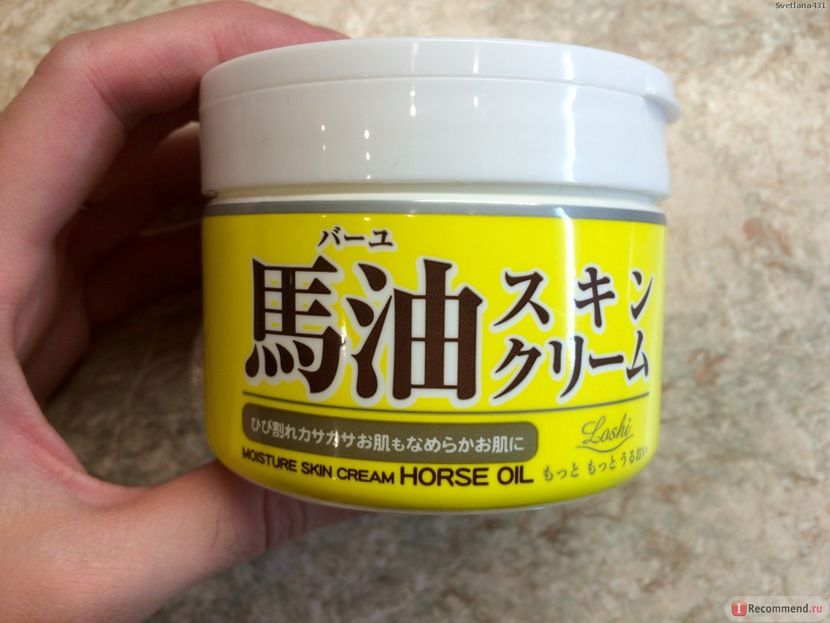 Svetlana431
バーユ
馬油
スキン
クリーム
ひび割れカサカサお肌もなめらかお肌に
Loshi
MOISTURE SKIN CREAM HORSE OIL
もっと もっと うるおい
IRecommend.ru